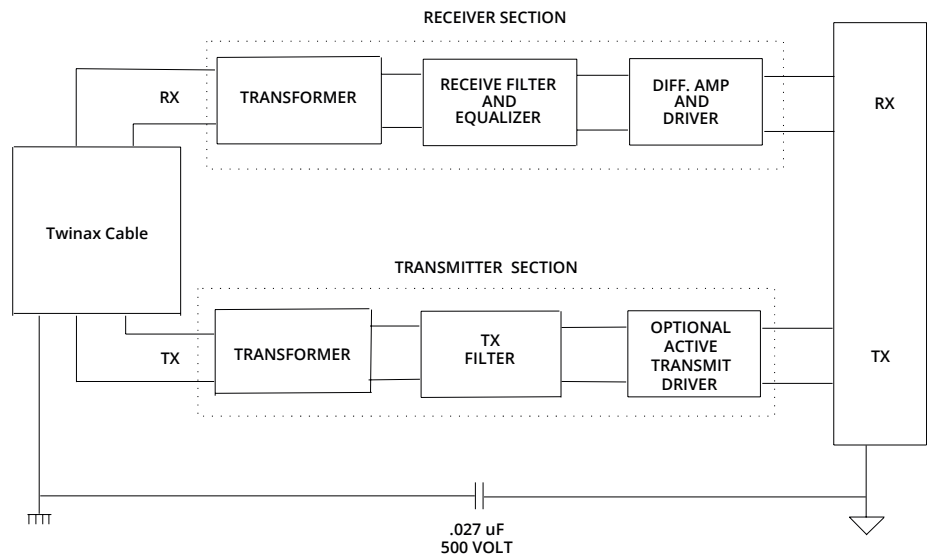 RECEIVER SECTION
RX
TRANSFORMER
RECEIVE FILTER
AND
EQUALIZER
DIFF. AMP
AND
DRIVER
RX
Twinax Cable
TRANSMITTER SECTION
TX
TRANSFORMER
TX
FILTER
OPTIONAL
ACTIVE
TRANSMIT
DRIVER
TX
.027 uF
500 VOLT